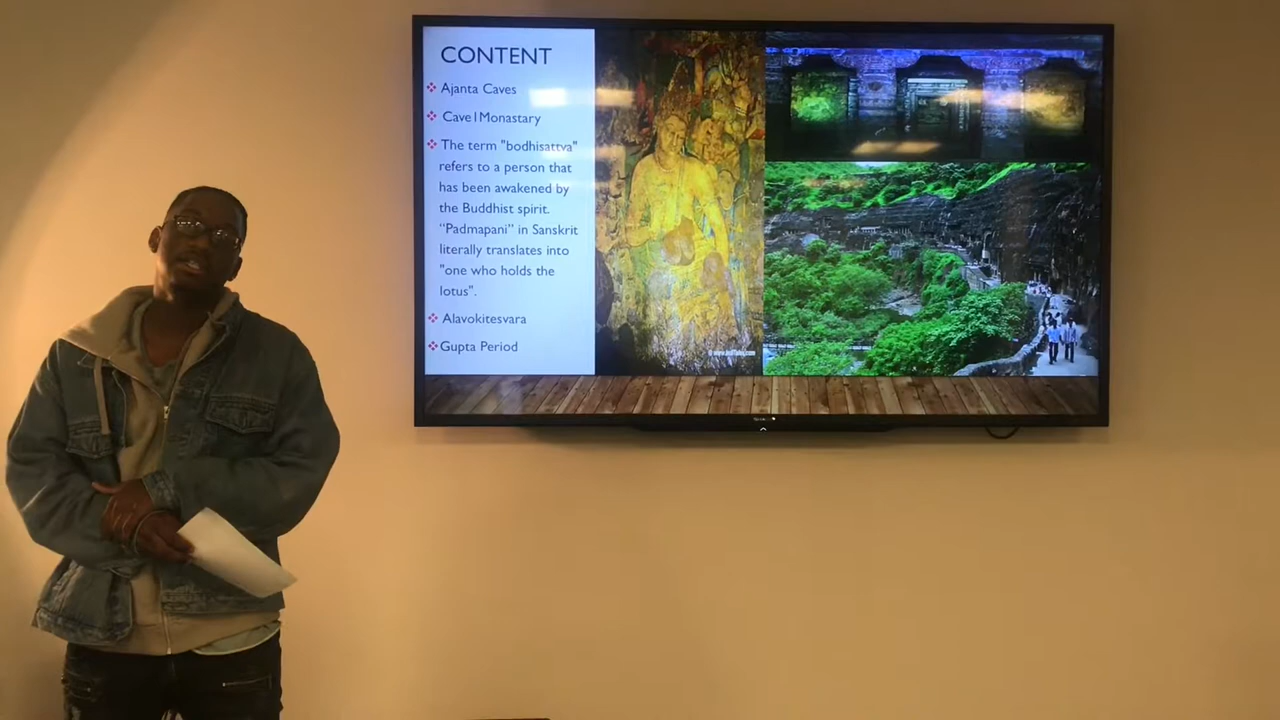 CONTENT
Ajanta Caves
Cave1Monastary
The term "bodhisattva"
refers to a person that
has been awakened by
the Buddhist spirit.
“Padmapani” in Sanskrit
literally translates into
"one who holds the
lotus".
Alavokitesvara
Gupta Period